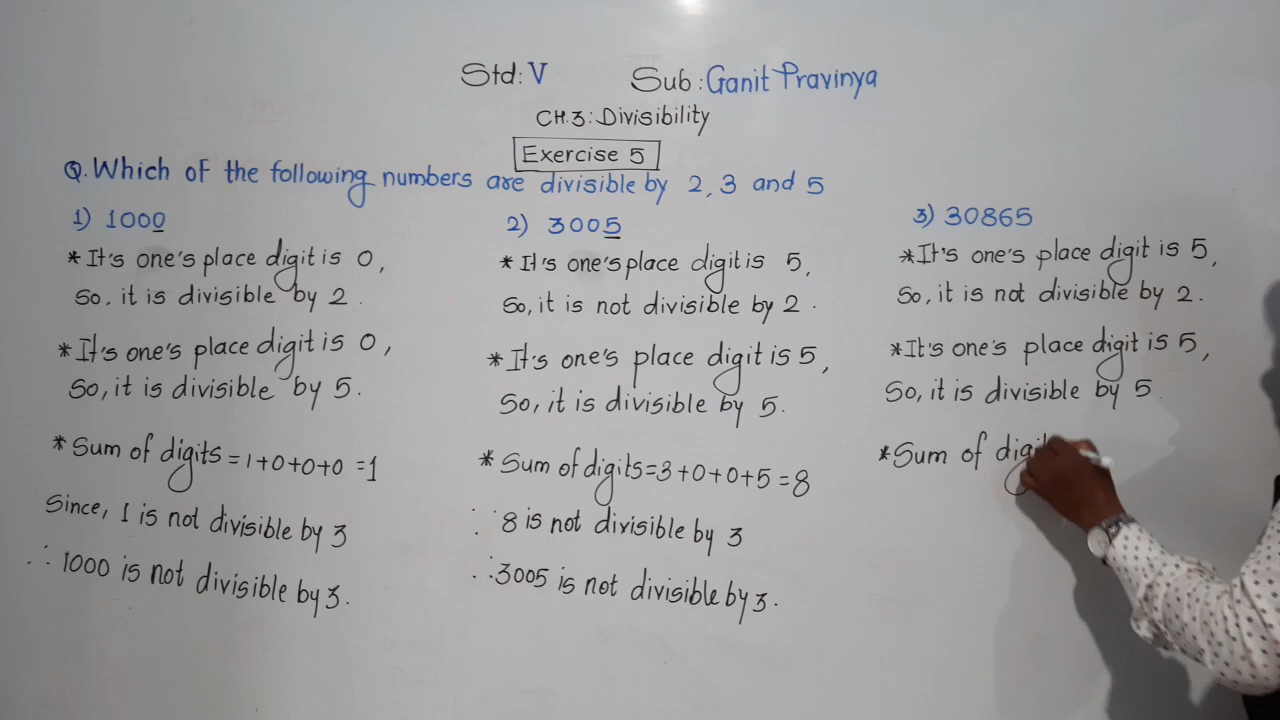 Std: V Sub: Ganit Pravinya
CH.3: Divisibility
Exercise 5
Q. Which of the following numbers are divisible by 2, 3 and 5
1) 1000
* It's one's place digit is 0,
So, it is divisible by 2.
* It's one's place digit is 0,
So, it is divisible by 5.
* Sum of digits = 1+0+0+0 = 1
Since, 1 is not divisible by 3
∴ 1000 is not divisible by 3.
2) 3005
* It's one's place digit is 5,
So, it is not divisible by 2.
* It's one's place digit is 5,
So, it is divisible by 5.
* Sum of digits = 3+0+0+5 = 8
∵ 8 is not divisible by 3
∴ 3005 is not divisible by 3.
3) 30865
* It's one's place digit is 5,
So, it is not divisible by 2.
* It's one's place digit is 5,
So, it is divisible by 5.
* Sum of